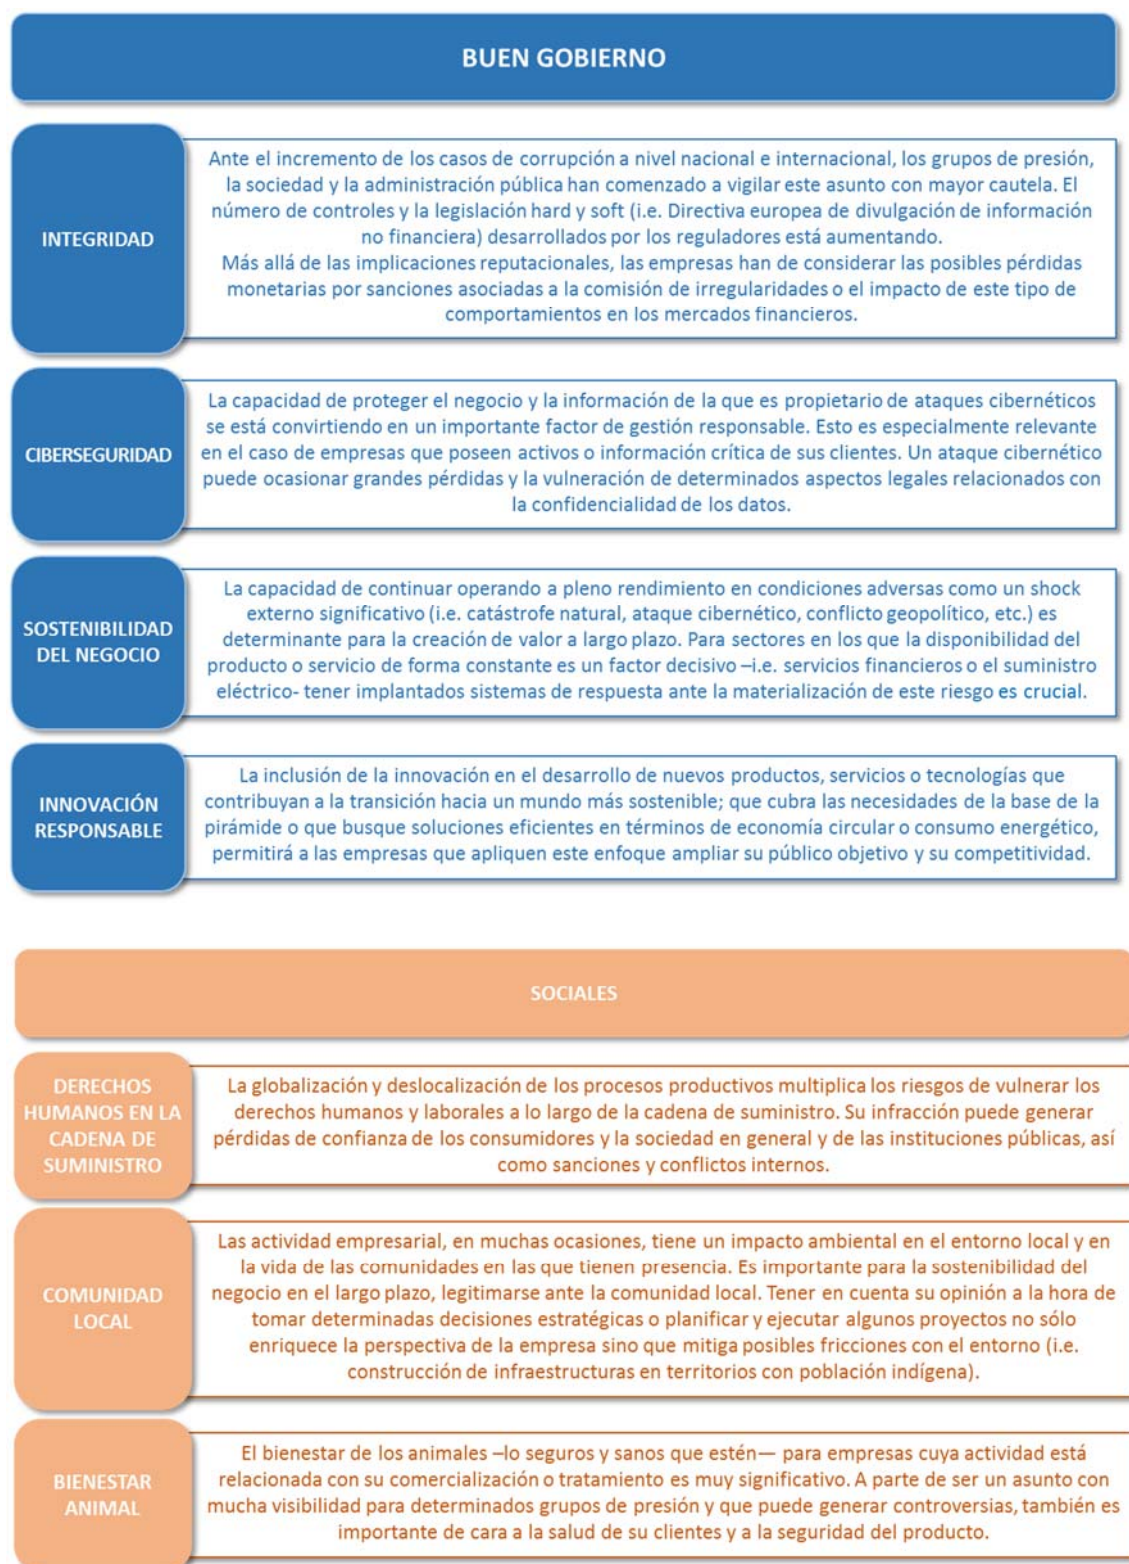 BUEN GOBIERNO
INTEGRIDAD
Ante el incremento de los casos de corrupción a nivel nacional e internacional, los grupos de presión,
la sociedad y la administración pública han comenzado a vigilar este asunto con mayor cautela. El
número de controles y la legislación hard y soft (i.e. Directiva europea de divulgación de información
no financiera) desarrollados por los reguladores está aumentando.
Más allá de las implicaciones reputacionales, las empresas han de considerar las posibles pérdidas
monetarias por sanciones asociadas a la comisión de irregularidades o el impacto de este tipo de
comportamientos en los mercados financieros.
CIBERSEGURIDAD
La capacidad de proteger el negocio y la información de la que es propietario de ataques cibernéticos
se está convirtiendo en un importante factor de gestión responsable. Esto es especialmente relevante
en el caso de empresas que poseen activos o información crítica de sus clientes. Un ataque cibernético
puede ocasionar grandes pérdidas y la vulneración de determinados aspectos legales relacionados con
la confidencialidad de los datos.
SOSTENIBILIDAD
DEL NEGOCIO
La capacidad de continuar operando a pleno rendimiento en condiciones adversas como un shock
externo significativo (i.e. catástrofe natural, ataque cibernético, conflicto geopolítico, etc.) es
determinante para la creación de valor a largo plazo. Para sectores en los que la disponibilidad del
producto o servicio de forma constante es un factor decisivo –i.e. servicios financieros o el suministro
eléctrico- tener implantados sistemas de respuesta ante la materialización de este riesgo es crucial.
INNOVACIÓN
RESPONSABLE
La inclusión de la innovación en el desarrollo de nuevos productos, servicios o tecnologías que
contribuyan a la transición hacia un mundo más sostenible; que cubra las necesidades de la base de la
pirámide o que busque soluciones eficientes en términos de economía circular o consumo energético,
permitirá a las empresas que apliquen este enfoque ampliar su público objetivo y su competitividad.
SOCIALES
DERECHOS
HUMANOS EN LA
CADENA DE
SUMINISTRO
La globalización y deslocalización de los procesos productivos multiplica los riesgos de vulnerar los
derechos humanos y laborales a lo largo de la cadena de suministro. Su infracción puede generar
pérdidas de confianza de los consumidores y la sociedad en general y de las instituciones públicas, así
como sanciones y conflictos internos.
COMUNIDAD
LOCAL
Las actividad empresarial, en muchas ocasiones, tiene un impacto ambiental en el entorno local y en
la vida de las comunidades en las que tienen presencia. Es importante para la sostenibilidad del
negocio en el largo plazo, legitimarse ante la comunidad local. Tener en cuenta su opinión a la hora de
tomar determinadas decisiones estratégicas o planificar y ejecutar algunos proyectos no sólo
enriquece la perspectiva de la empresa sino que mitiga posibles fricciones con el entorno (i.e.
construcción de infraestructuras en territorios con población indígena).
BIENESTAR
ANIMAL
El bienestar de los animales –lo seguros y sanos que estén— para empresas cuya actividad está
relacionada con su comercialización o tratamiento es muy significativo. A parte de ser un asunto con
mucha visibilidad para determinados grupos de presión y que puede generar controversias, también es
importante de cara a la salud de su clientes y a la seguridad del producto.